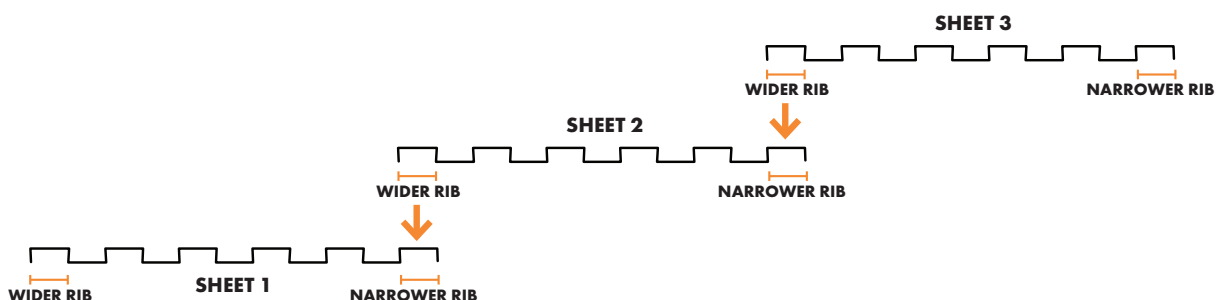 SHEET 3
WIDER RIB
NARROWER RIB
SHEET 2
WIDER RIB
NARROWER RIB
SHEET 1
WIDER RIB
NARROWER RIB